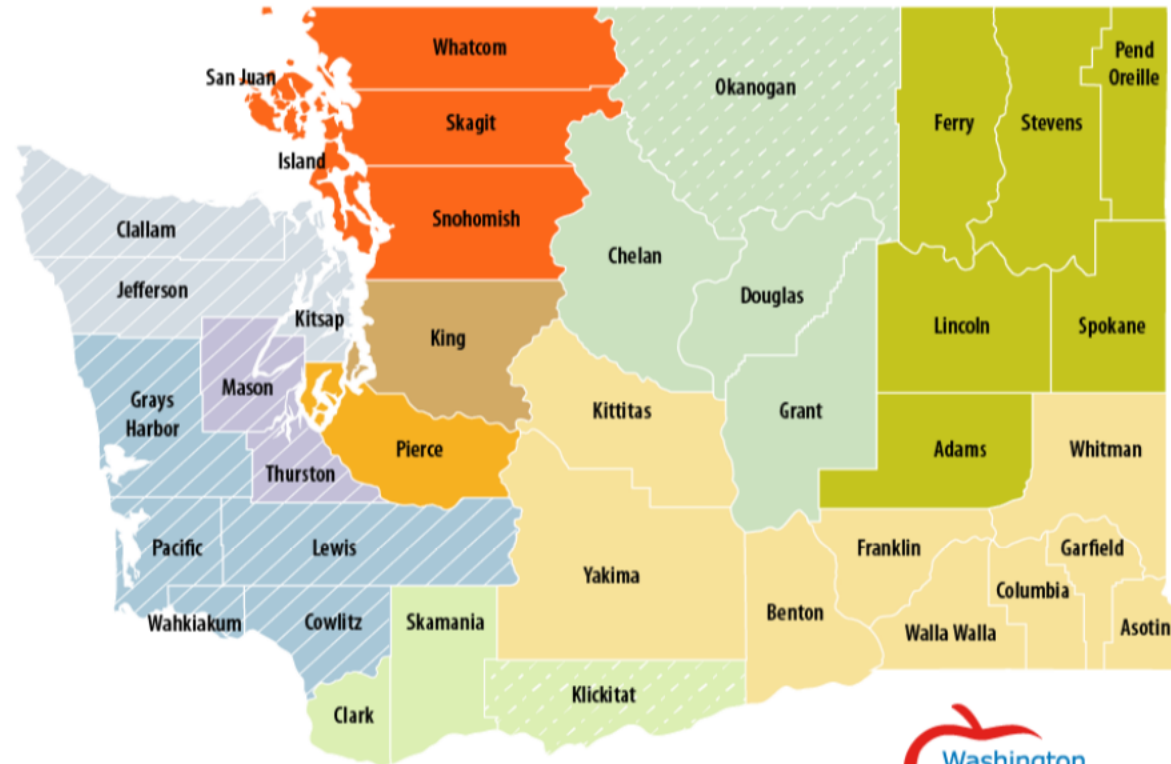 Whatcom
Okanogan
Pend
Oreille
San Juan
Skagit
Ferry
Stevens
Island
Snohomish
Clallam
Chelan
Jefferson
Douglas
Kitsap
King
Lincoln
Spokane
Mason
Grays
Harbor
Kittitas
Grant
Pierce
Adams
Whitman
Thurston
Pacific
Lewis
Yakima
Franklin
Garfield
Columbia
Benton
Wahkiakum
Cowlitz
Skamania
Walla Walla
Asotin
Klickitat
Clark
Washington